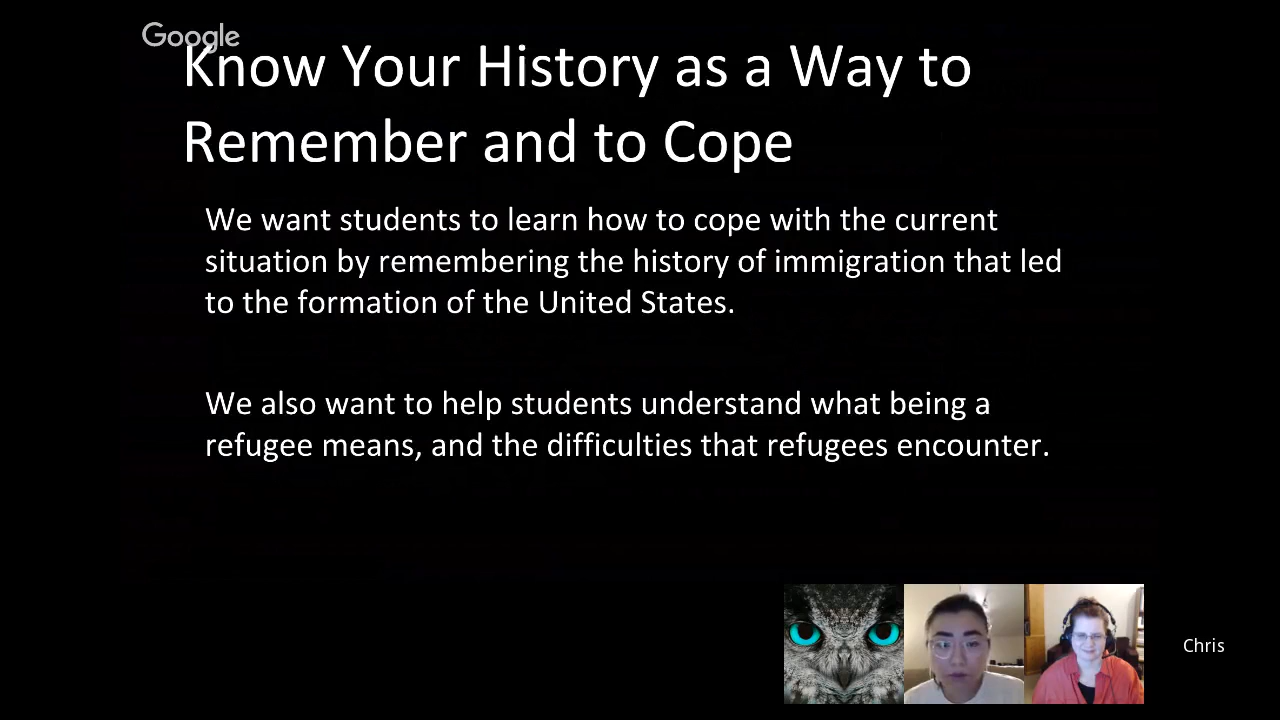 Google
Know Your History as a Way to
Remember and to Cope
We want students to learn how to cope with the current
situation by remembering the history of immigration that led
to the formation of the United States.
We also want to help students understand what being a
refugee means, and the difficulties that refugees encounter.
Chris